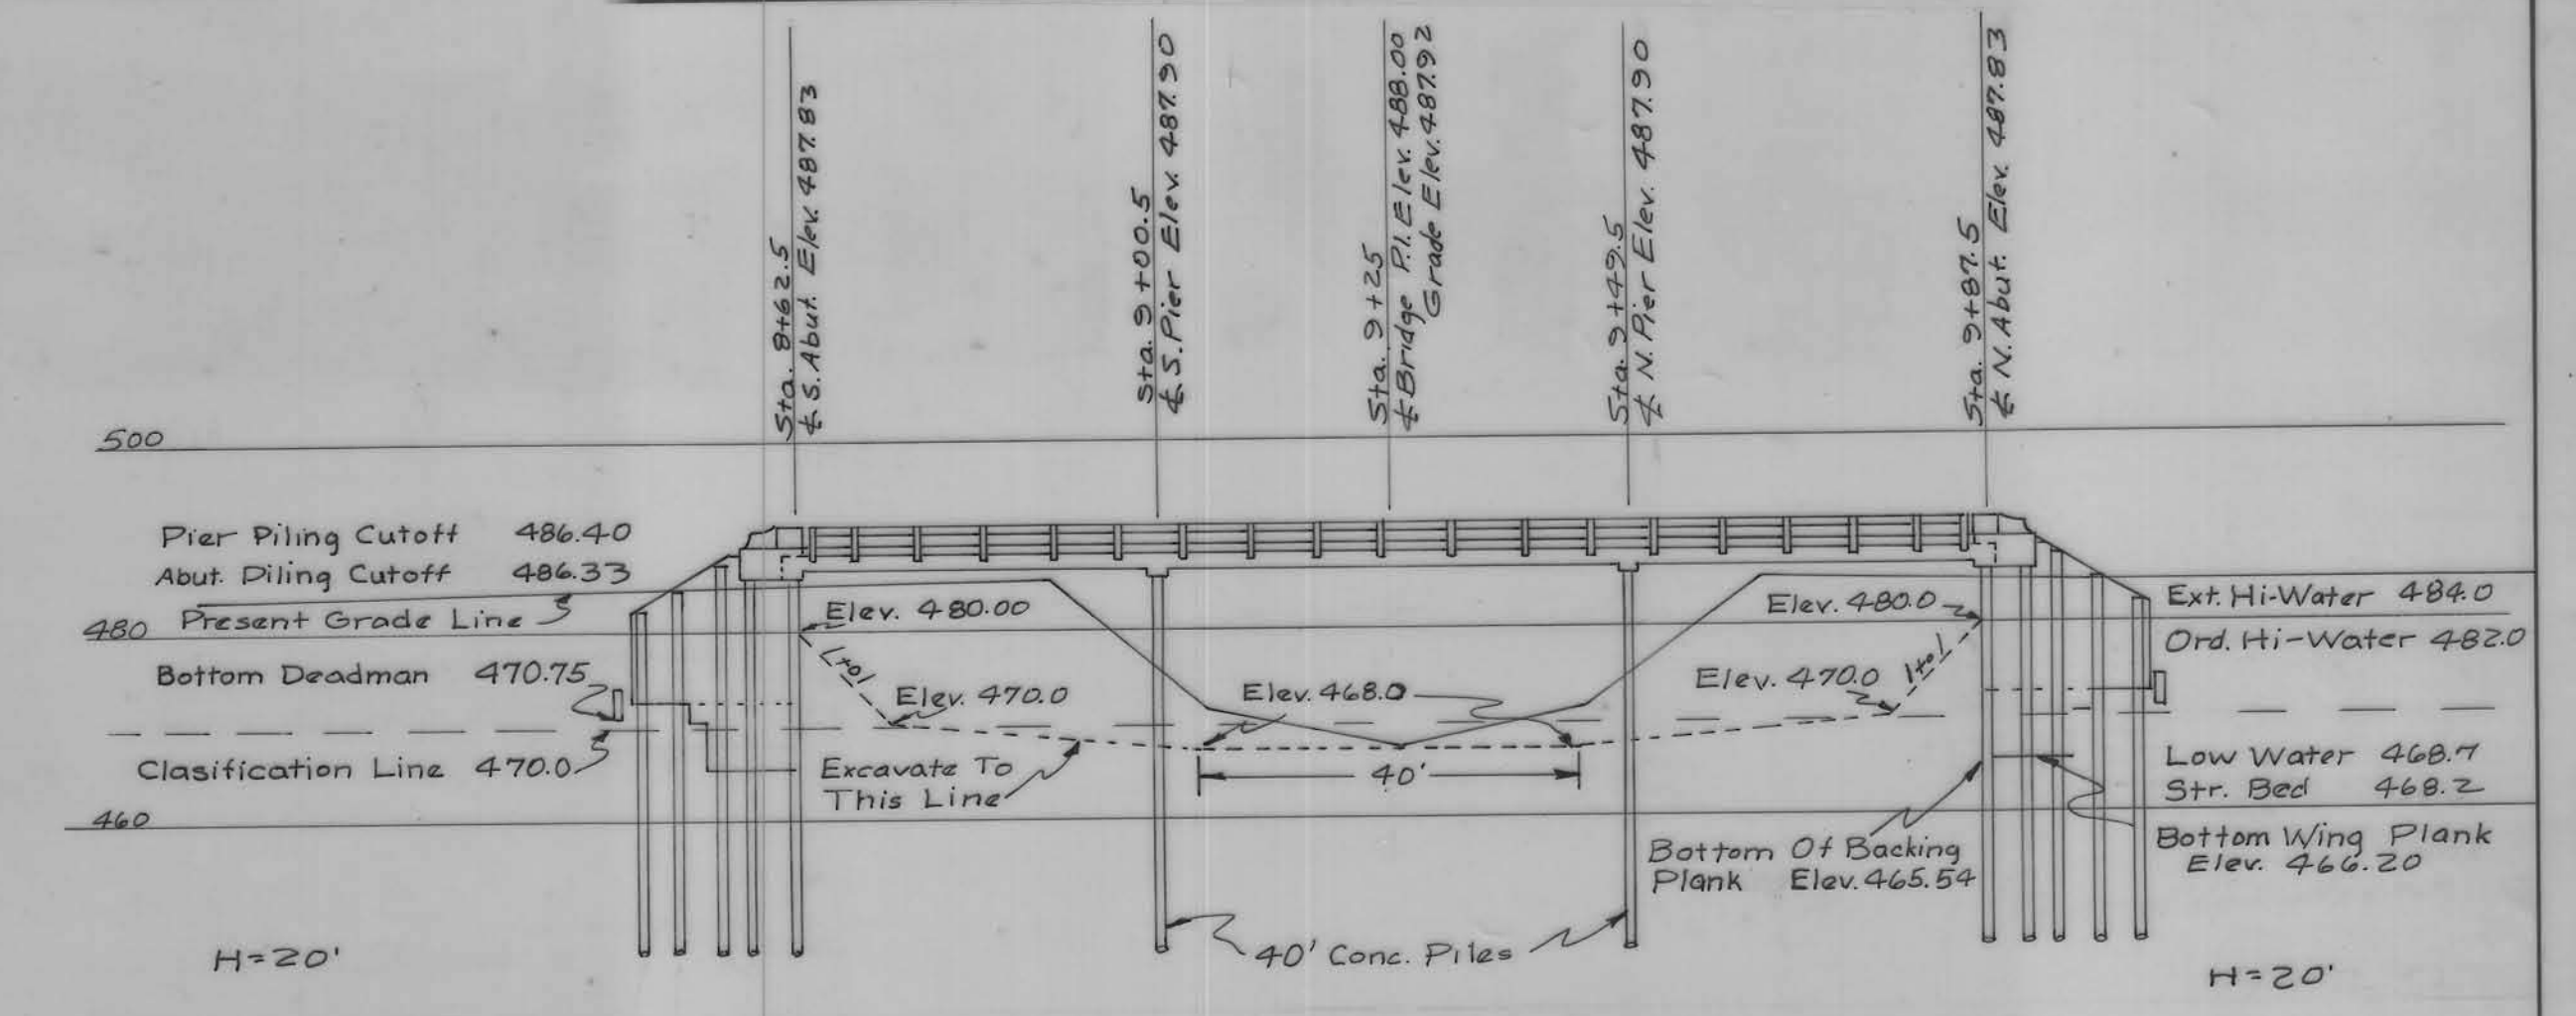 Sta. 8+62.5
℄ S. Abut. Elev. 487.83
Sta. 9+00.5
℄ S. Pier Elev. 487.90
Sta. 9+25
℄ Bridge P.I. Elev. 488.00
Grade Elev. 487.92
Sta. 9+49.5
℄ N. Pier Elev. 487.90
Sta. 9+87.5
℄ N. Abut. Elev. 487.83
500
Pier Piling Cutoff 486.40
Abut. Piling Cutoff 486.33
Present Grade Line
480
Bottom Deadman 470.75
Clasification Line 470.0
460
H=20'
Elev. 480.00
1to1
Elev. 470.0
Excavate To
This Line
Elev. 468.0
40'
40' Conc. Piles
Elev. 480.0
1to1
Elev. 470.0
Bottom Of Backing
Plank Elev. 465.54
Ext. Hi-Water 484.0
Ord. Hi-Water 482.0
Low Water 468.7
Str. Bed 468.2
Bottom Wing Plank
Elev. 466.20
H=20'